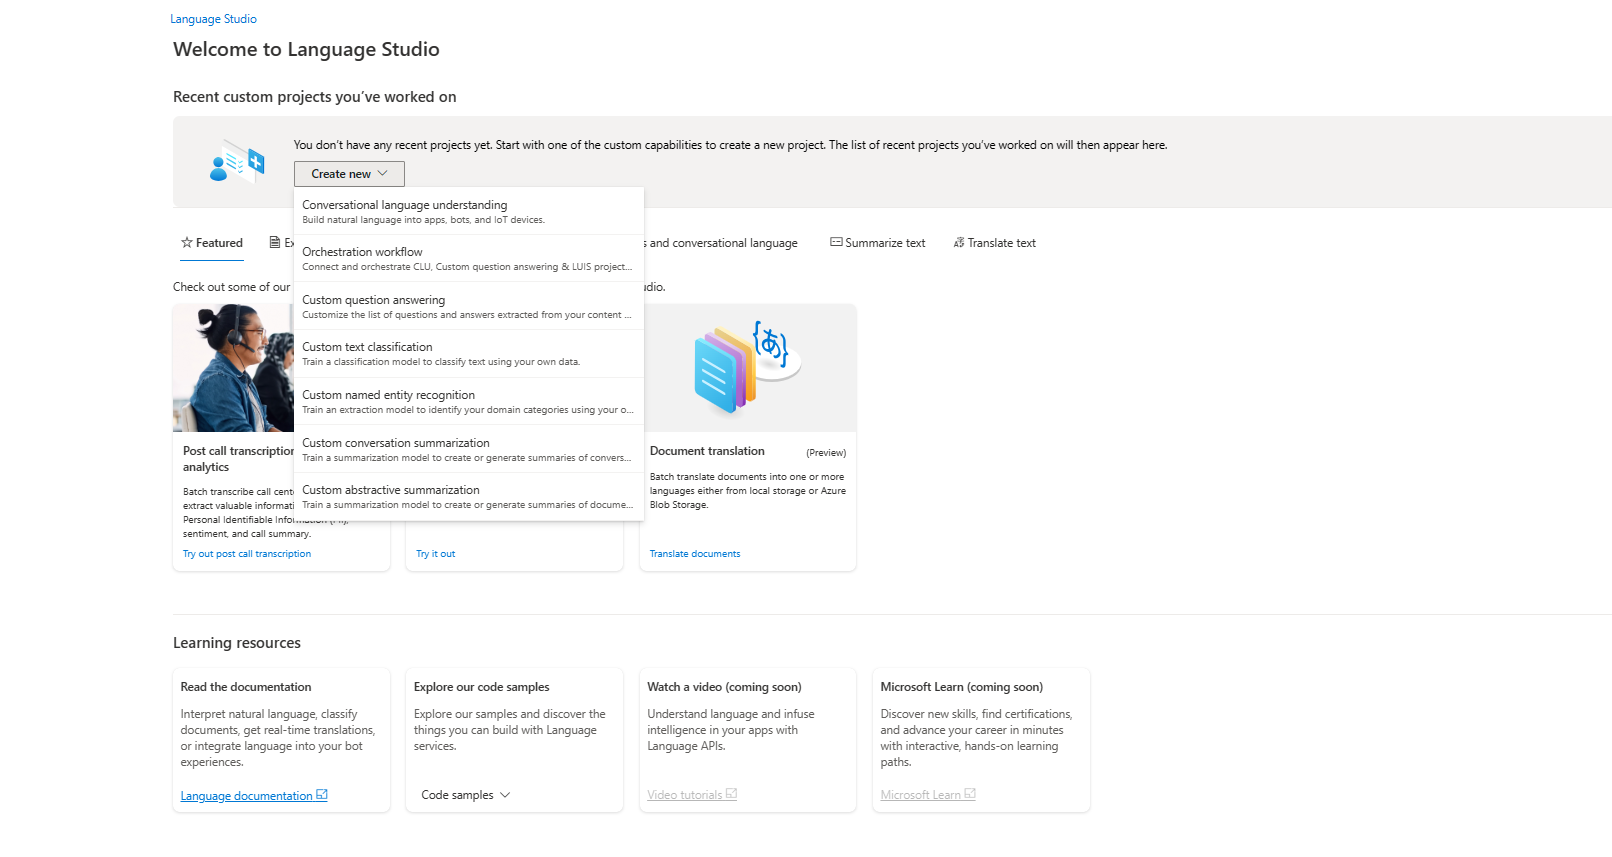 Language Studio
Welcome to Language Studio
Recent custom projects you've worked on
You don't have any recent projects yet. Start with one of the custom capabilities to create a new project. The list of recent projects you've worked on will then appear here.
Create new
Conversational language understanding
Build natural language into apps, bots, and IoT devices.
Orchestration workflow
Connect and orchestrate CLU, Custom question answering & LUIS project...
Custom question answering
Customize the list of questions and answers extracted from your content ...
Custom text classification
Train a classification model to classify text using your own data.
Custom named entity recognition
Train an extraction model to identify your domain categories using your o...
Custom conversation summarization
Train a summarization model to create or generate summaries of convers...
Custom abstractive summarization
Train a summarization model to create or generate summaries of docume...
Featured
and conversational language
Summarize text
Translate text
Check out some of our
Post call transcription
analytics
Batch transcribe call
extract valuable
Personal Identifiable
sentiment, and call summary.
Try out post call transcription
Try it out
Document translation
(Preview)
Batch translate documents into one or more
languages either from local storage or Azure
Blob Storage.
Translate documents
Learning resources
Read the documentation
Interpret natural language, classify
documents, get real-time translations,
or integrate language into your bot
experiences.
Language documentation
Explore our code samples
Explore our samples and discover the
things you can build with Language
services.
Code samples
Watch a video (coming soon)
Understand language and infuse
intelligence in your apps with
Language APIs.
Video tutorials
Microsoft Learn (coming soon)
Discover new skills, find certifications,
and advance your career in minutes
with interactive, hands-on learning
paths.
Microsoft Learn